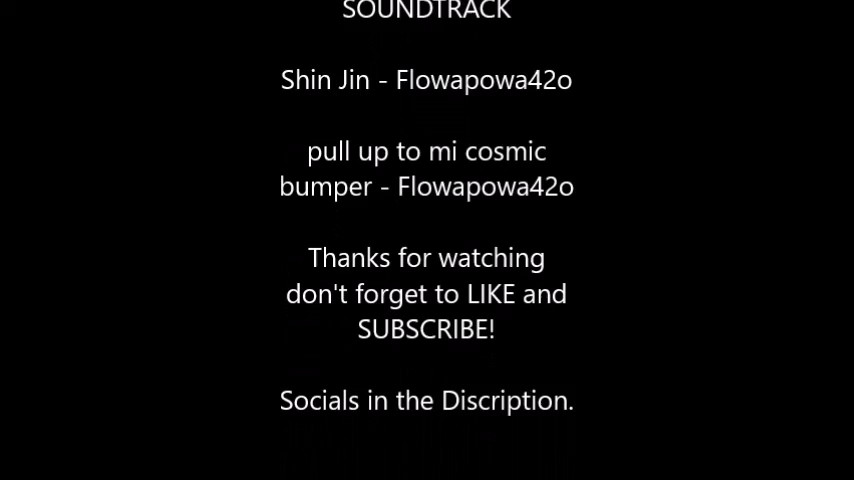 SOUNDTRACK
Shin Jin - Flowapowa42o
pull up to mi cosmic
bumper - Flowapowa42o
Thanks for watching
don't forget to LIKE and
SUBSCRIBE!
Socials in the Discription.